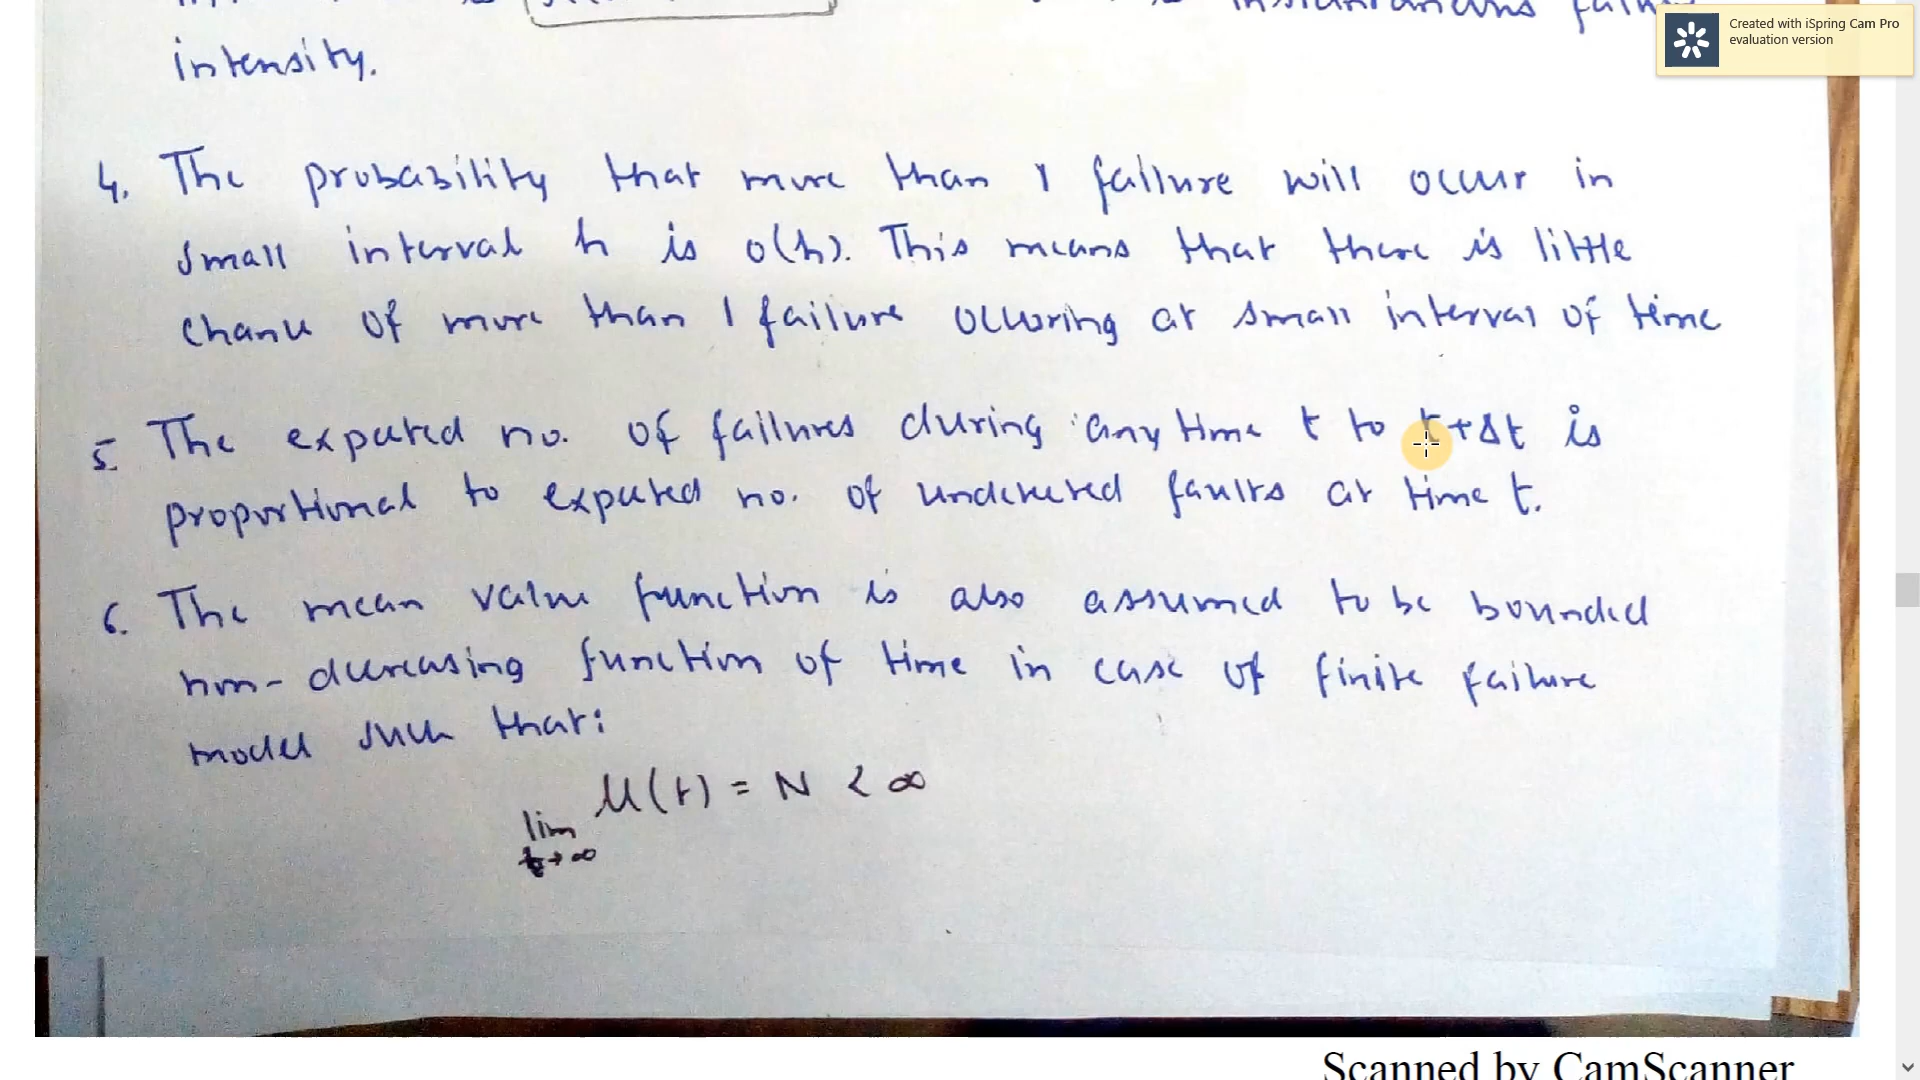 instantaneous failure
intensity.
4. The probability that more than 1 failure will occur in
small interval h is o(h). This means that there is little
chance of more than 1 failure occuring at small interval of time
5. The expected no. of failures during any time t to t+Δt is
proportional to expected no. of undetected faults at time t.
6. The mean value function is also assumed to be bounded
non-decreasing function of time in case of finite failure
model such that:
lim t→∞ μ(t) = N < ∞
Created with iSpring Cam Pro
evaluation version
Scanned by CamScanner